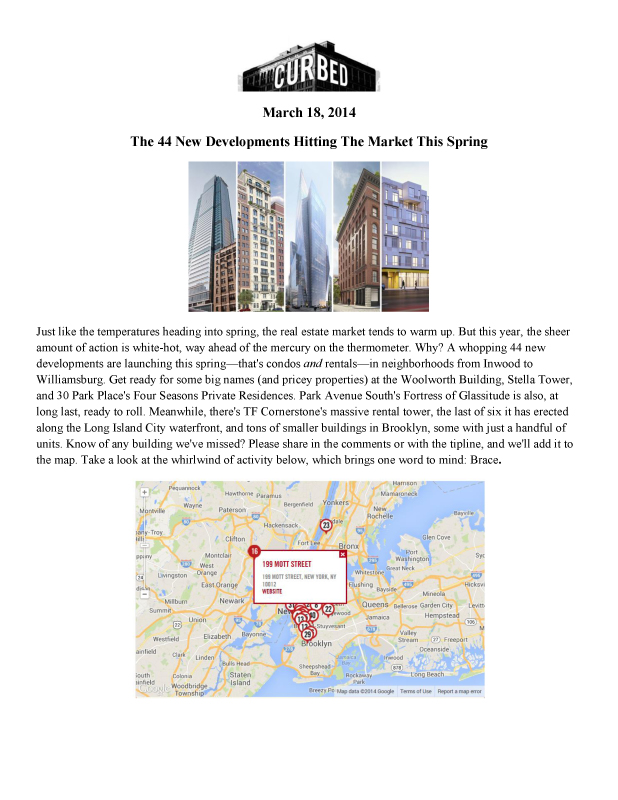 CURBED
March 18, 2014
The 44 New Developments Hitting The Market This Spring
Just like the temperatures heading into spring, the real estate market tends to warm up. But this year, the sheer
amount of action is white-hot, way ahead of the mercury on the thermometer. Why? A whopping 44 new
developments are launching this spring—that's condos and rentals—in neighborhoods from Inwood to
Williamsburg. Get ready for some big names (and pricey properties) at the Woolworth Building, Stella Tower,
and 30 Park Place's Four Seasons Private Residences. Park Avenue South's Fortress of Glassitude is also, at
long last, ready to roll. Meanwhile, there's TF Cornerstone's massive rental tower, the last of six it has erected
along the Long Island City waterfront, and tons of smaller buildings in Brooklyn, some with just a handful of
units. Know of any building we've missed? Please share in the comments or with the tipline, and we'll add it to
the map. Take a look at the whirlwind of activity below, which brings one word to mind: Brace.
Pequannock
Hawthorne
Paramus
Harrison
Mamaroneck
Montville
Wayne
Paterson
Bergenfield
Yonkers
New
Rochelle
Bayville
Hackensack
23
Clifton
Fort Lee
Glen Cove
Montclair
16
Bronx
Port
Washington
West
Orange
199 MOTT STREET
199 MOTT STREET, NEW YORK, NY
10012
WEBSITE
Livingston
East Orange
Whitestone
Great Neck
Flushing
Bayside
Mineola
Millburn
Newark
Queens
Bellerose
Garden City
Summit
22
Hempstead
Union
Jamaica
Westfield
Elizabeth
Bayonne
13
Stuyvesant
Valley
Stream
Freeport
29
Brooklyn
Oceanside
Clark
Linden
Bulls Head
Inwood
Colonia
Staten
Island
Sheepshead
Bay
Jamaica
Bay
Rockaway
Park
Long Beach
Woodbridge
Township
Google
Breezy
Map data ©2014 Google
Terms of Use
Report a map error